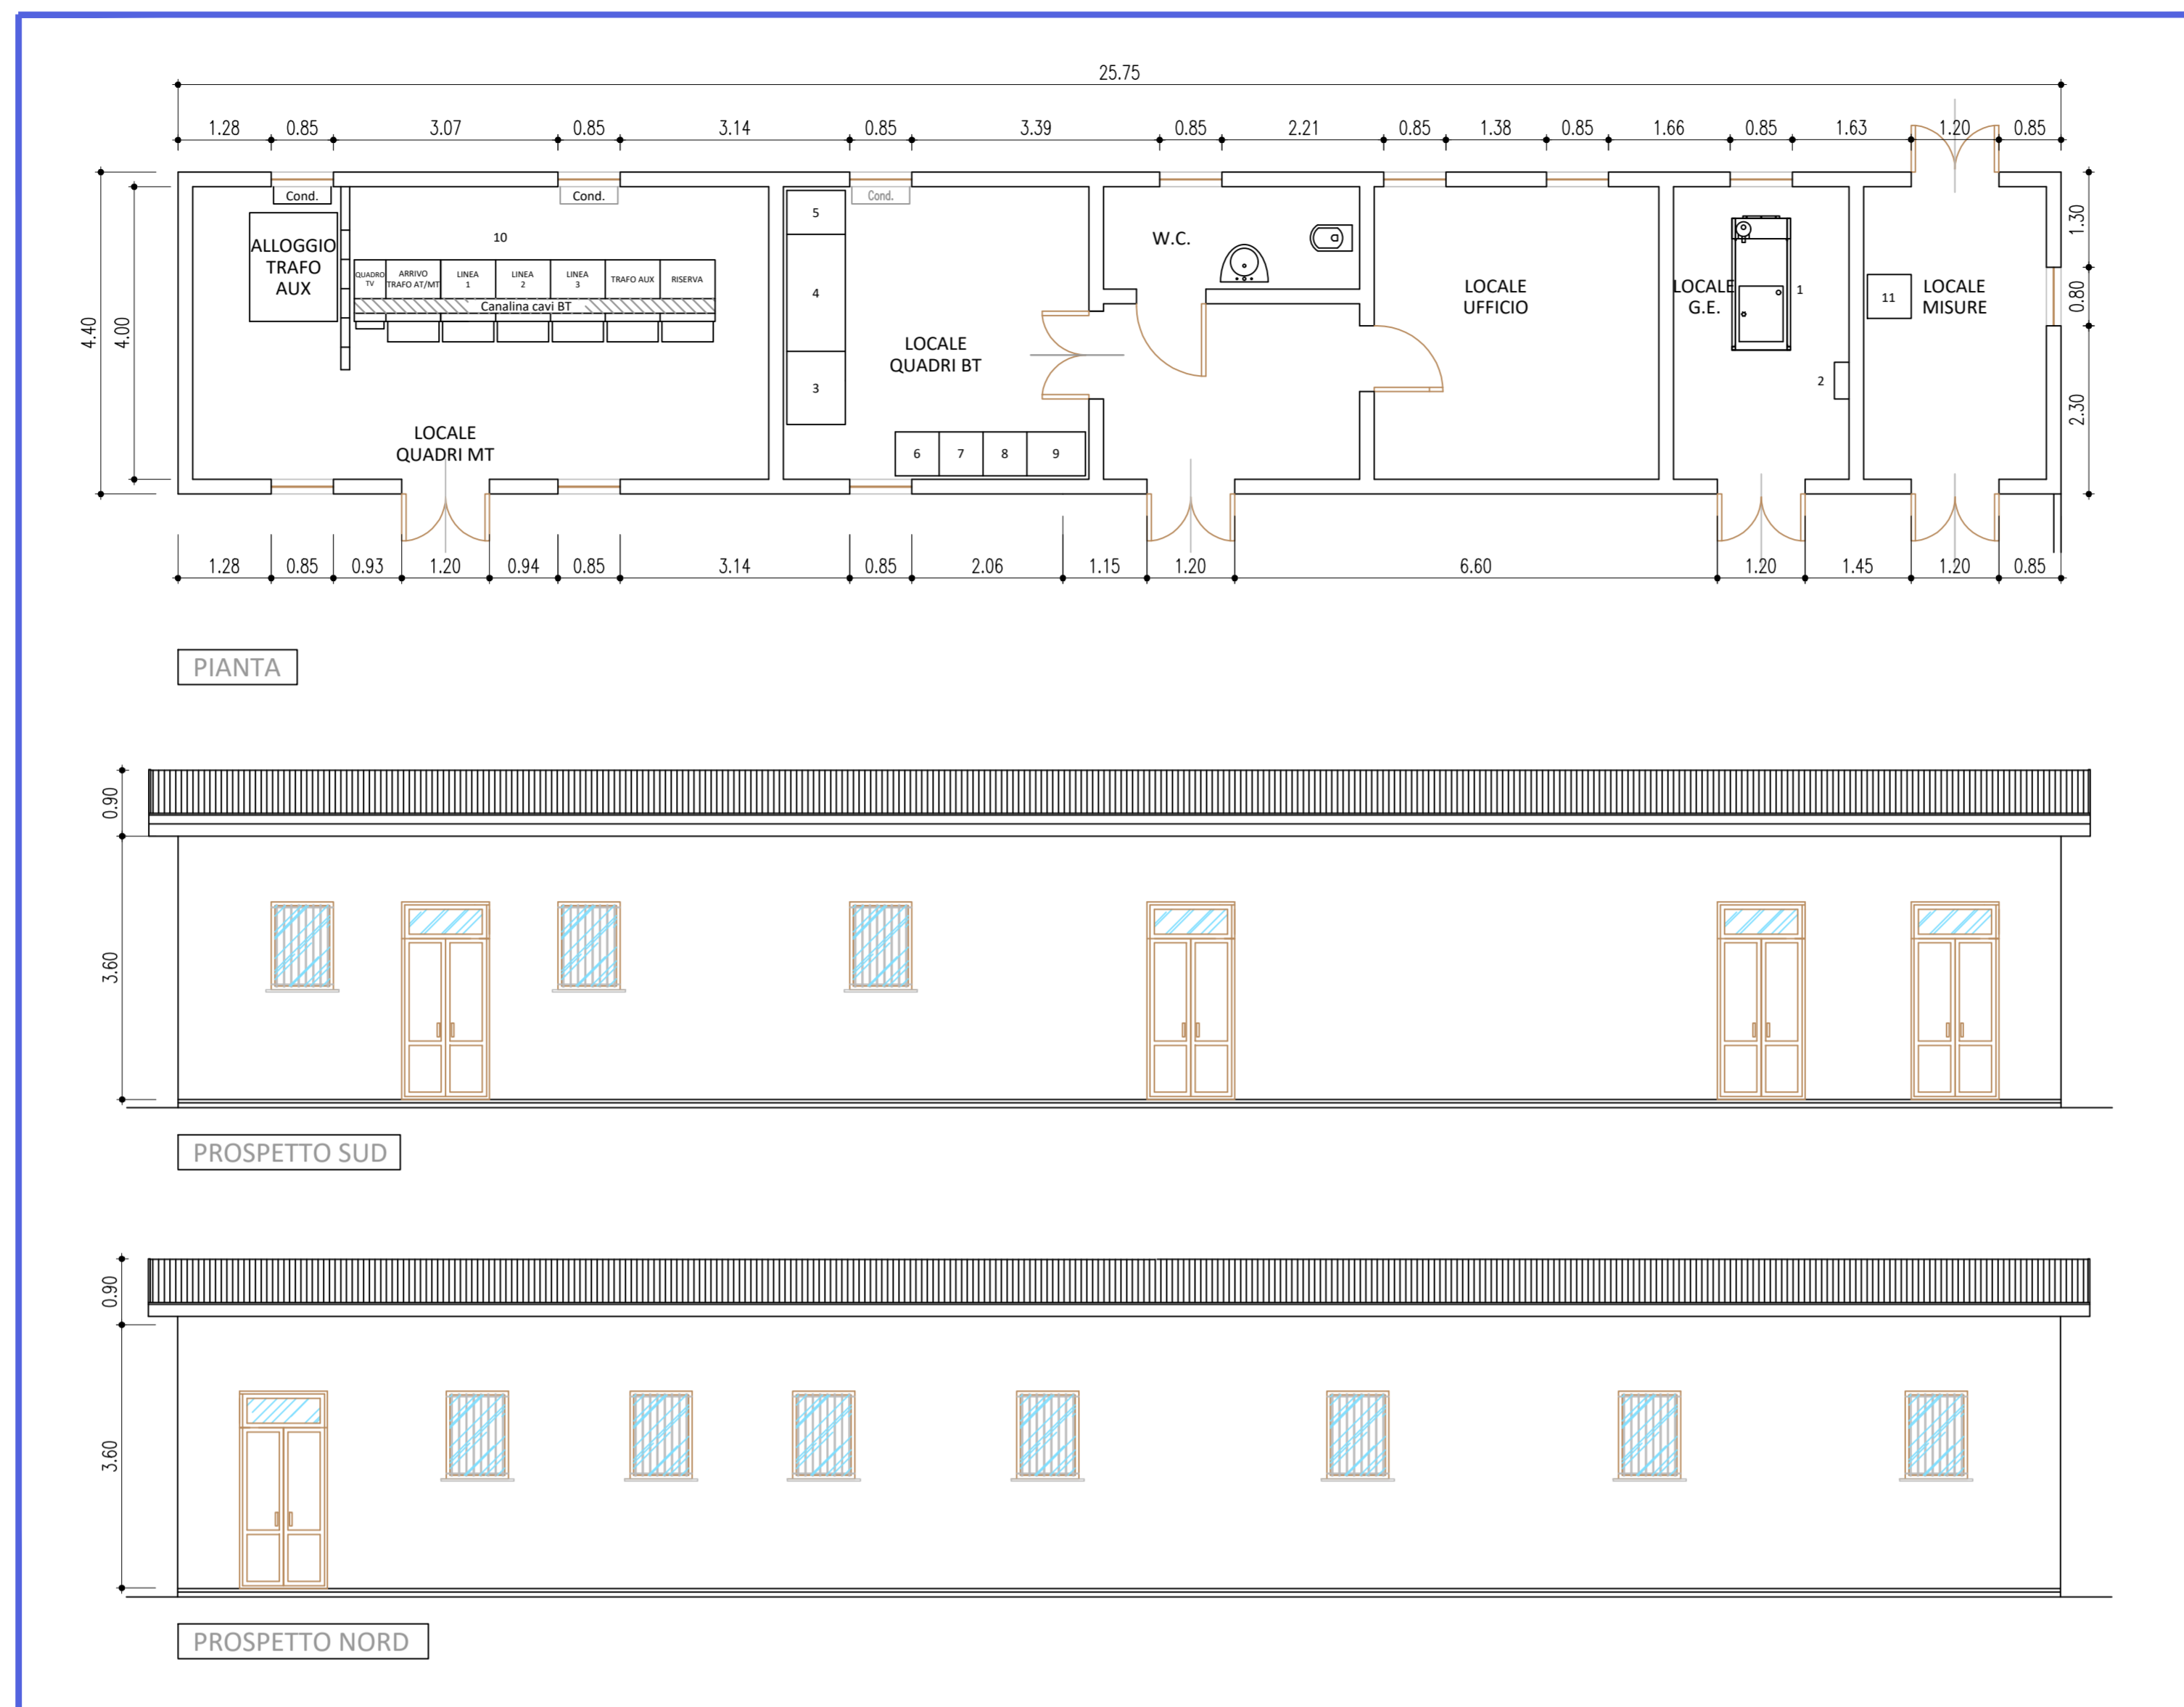 25.75
1.28 0.85 3.07 0.85 3.14 0.85 3.39 0.85 2.21 0.85 1.38 0.85 1.66 0.85 1.63 1.20 0.85
Cond. Cond. Cond.
4.40
4.00
ALLOGGIO
TRAFO
AUX
10
QUADRO
TV
ARRIVO
TRAFO AT/MT
LINEA
1
LINEA
2
LINEA
3
TRAFO AUX
RISERVA
Canalina cavi BT
LOCALE
QUADRI MT
5
4
3
LOCALE
QUADRI BT
6 7 8 9
W.C.
LOCALE
UFFICIO
LOCALE
G.E.
1
2
11
LOCALE
MISURE
1.30
0.80
2.30
1.28 0.85 0.93 1.20 0.94 0.85 3.14 0.85 2.06 1.15 1.20 6.60 1.20 1.45 1.20 0.85
PIANTA
0.90
3.60
PROSPETTO SUD
0.90
3.60
PROSPETTO NORD